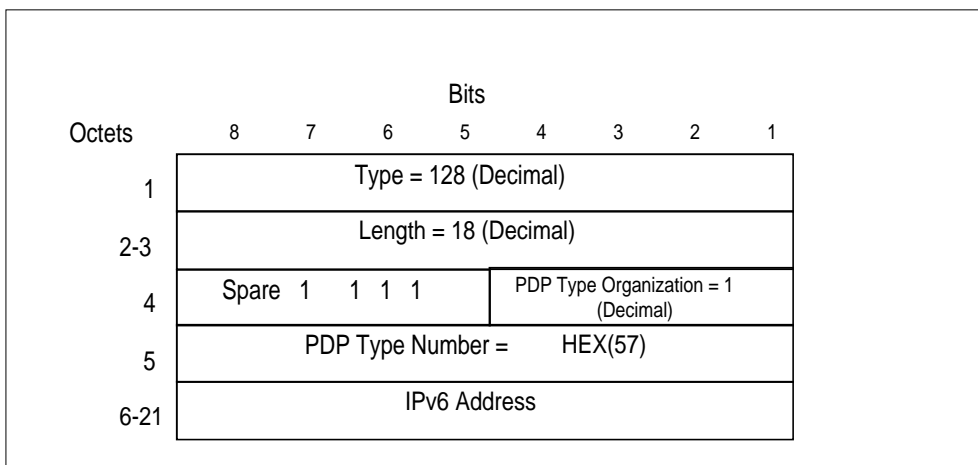 Bits
Octets 8 7 6 5 4 3 2 1
1 Type = 128 (Decimal)
2-3 Length = 18 (Decimal)
4 Spare 1 1 1 1 PDP Type Organization = 1
(Decimal)
5 PDP Type Number = HEX(57)
6-21 IPv6 Address